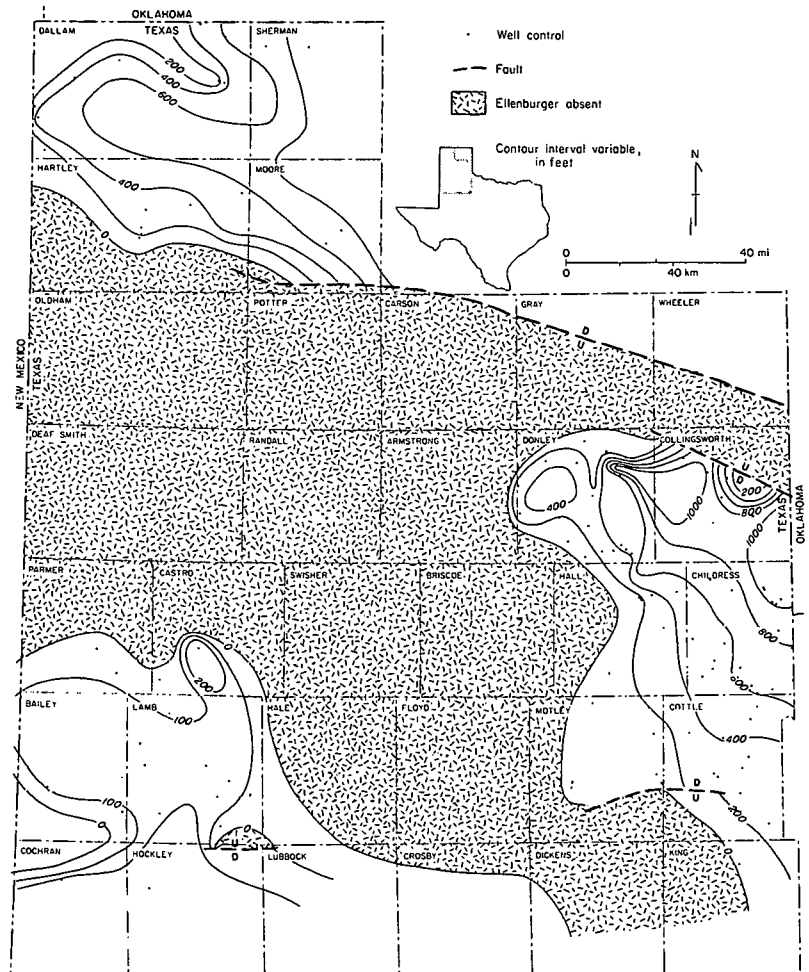 OKLAHOMA
TEXAS
DALLAM
SHERMAN
200
400
600
Well control
Fault
Ellenburger absent
Contour interval variable,
in feet
N
0 40 mi
0 40 km
HARTLEY
MOORE
400
0
OLDHAM
POTTER
CARSON
GRAY
WHEELER
D
U
NEW MEXICO
TEXAS
DEAF SMITH
RANDALL
ARMSTRONG
DONLEY
COLLINGSWORTH
U
D
200
400
800
1000
1000
TEXAS
OKLAHOMA
PARMER
CASTRO
SWISHER
BRISCOE
HALL
CHILDRESS
0
200
800
600
BAILEY
LAMB
100
HALE
FLOYD
MOTLEY
COTTLE
400
D
U
200
100
0
0
U
D
0
COCHRAN
HOCKLEY
LUBBOCK
CROSBY
DICKENS
KING